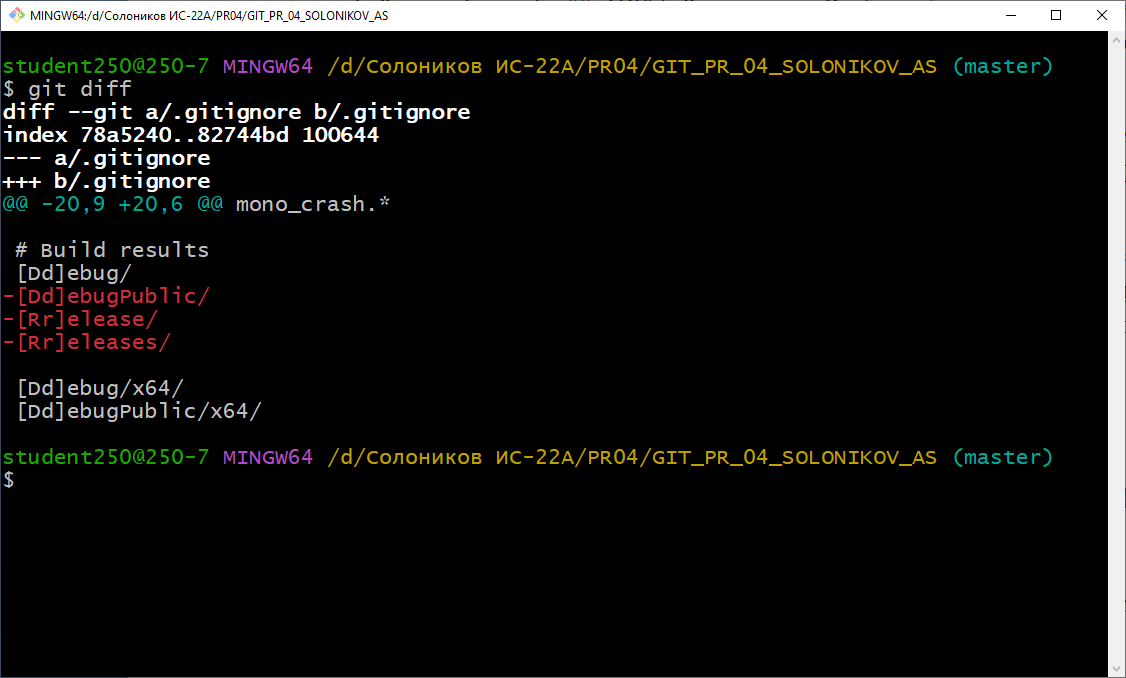 MINGW64:/d/Солоников ИС-22А/PR04/GIT_PR_04_SOLONIKOV_AS
student250@250-7 MINGW64 /d/Солоников ИС-22А/PR04/GIT_PR_04_SOLONIKOV_AS (master)
$ git diff
diff --git a/.gitignore b/.gitignore
index 78a5240..82744bd 100644
--- a/.gitignore
+++ b/.gitignore
@@ -20,9 +20,6 @@ mono_crash.*
 # Build results
 [Dd]ebug/
-[Dd]ebugPublic/
-[Rr]elease/
-[Rr]eleases/
 [Dd]ebug/x64/
 [Dd]ebugPublic/x64/
student250@250-7 MINGW64 /d/Солоников ИС-22А/PR04/GIT_PR_04_SOLONIKOV_AS (master)
$